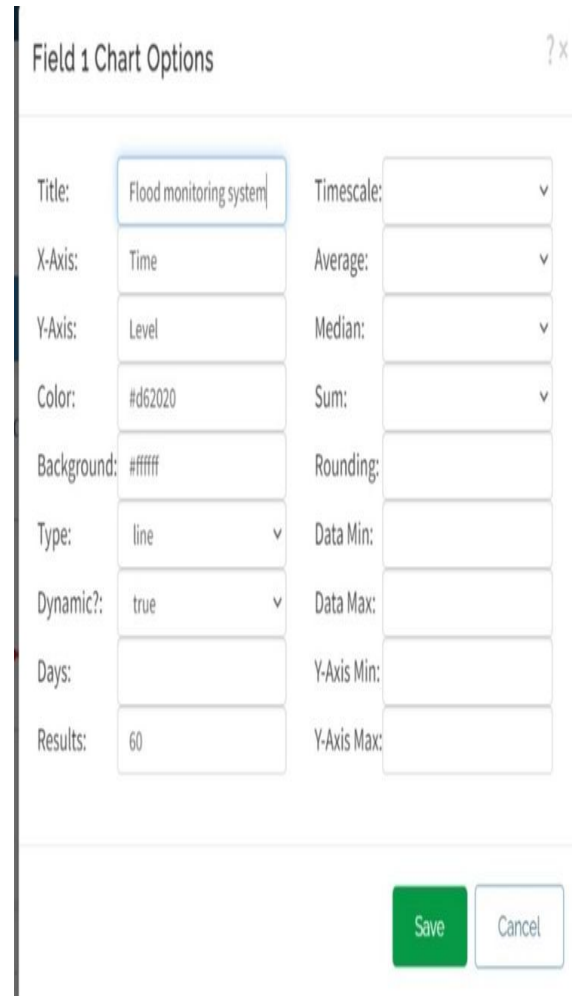 Field 1 Chart Options ? ×
Title: Flood monitoring system Timescale:
X-Axis: Time Average:
Y-Axis: Level Median:
Color: #d62020 Sum:
Background: #ffffff Rounding:
Type: line Data Min:
Dynamic?: true Data Max:
Days: Y-Axis Min:
Results: 60 Y-Axis Max:
Save Cancel